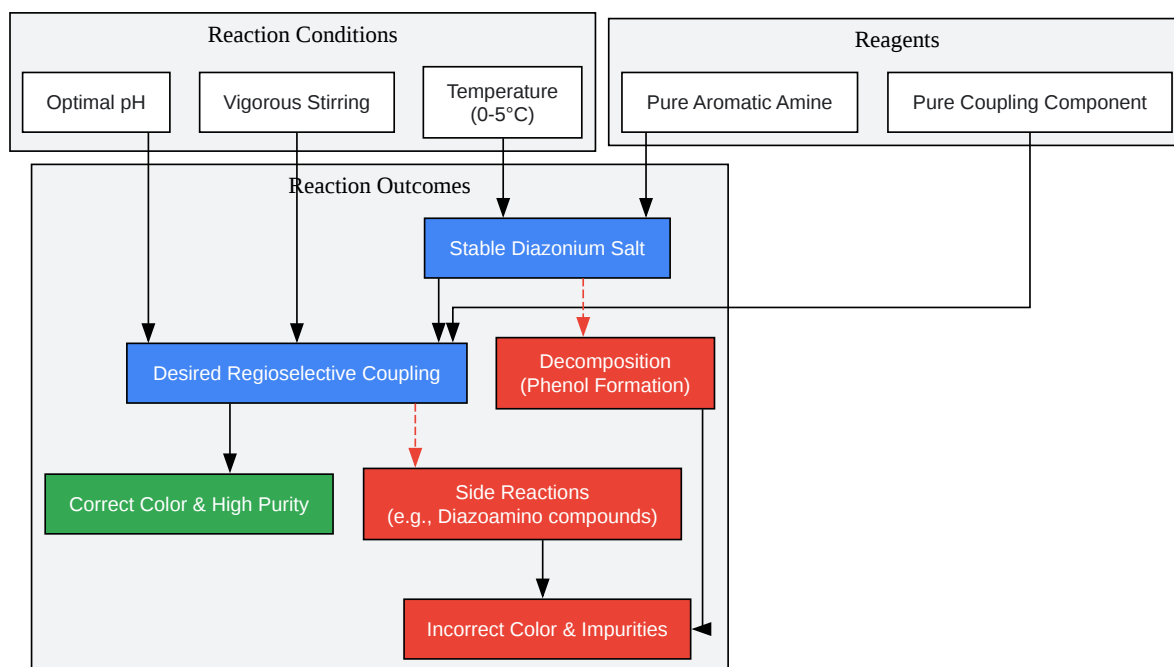 Reaction Conditions
Reagents
Optimal pH
Vigorous Stirring
Temperature
(0-5°C)
Pure Aromatic Amine
Pure Coupling Component
Reaction Outcomes
Stable Diazonium Salt
Desired Regioselective Coupling
Decomposition
(Phenol Formation)
Correct Color & High Purity
Side Reactions
(e.g., Diazoamino compounds)
Incorrect Color & Impurities